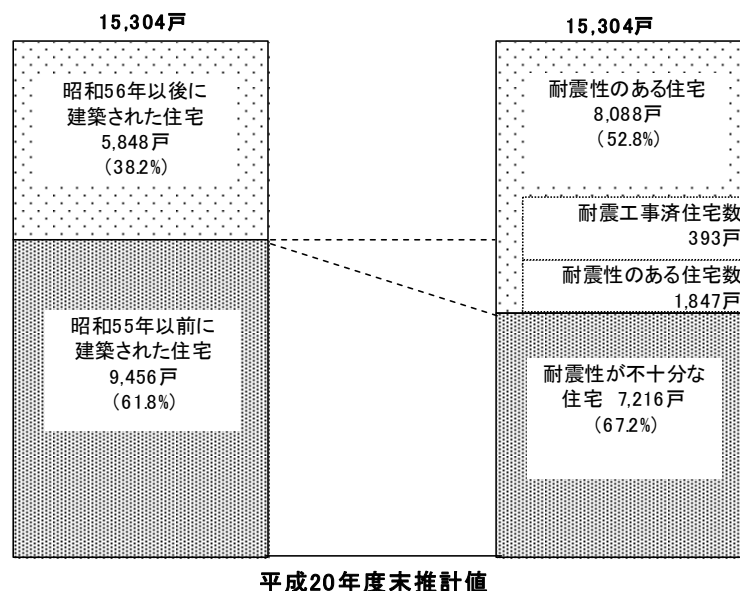 15,304戸
昭和56年以後に
建築された住宅
5,848戸
(38.2%)
昭和55年以前に
建築された住宅
9,456戸
(61.8%)
15,304戸
耐震性のある住宅
8,088戸
(52.8%)
耐震工事済住宅数
393戸
耐震性のある住宅数
1,847戸
耐震性が不十分な
住宅 7,216戸
(67.2%)
平成20年度末推計値